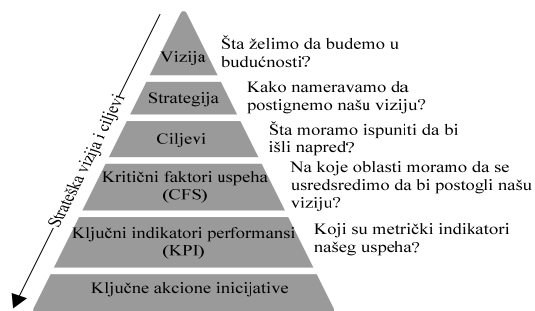 Vizija
Šta želimo da budemo u
budućnosti?
Strategija
Kako nameravamo da
postignemo našu viziju?
Ciljevi
Šta moramo ispuniti da bi
išli napred?
Kritični faktori uspeha
(CFS)
Na koje oblasti moramo da se
usredsredimo da bi postogli našu
viziju?
Ključni indikatori performansi
(KPI)
Koji su metrički indikatori
našeg uspeha?
Ključne akcione inicijative
Strateška vizija i ciljevi